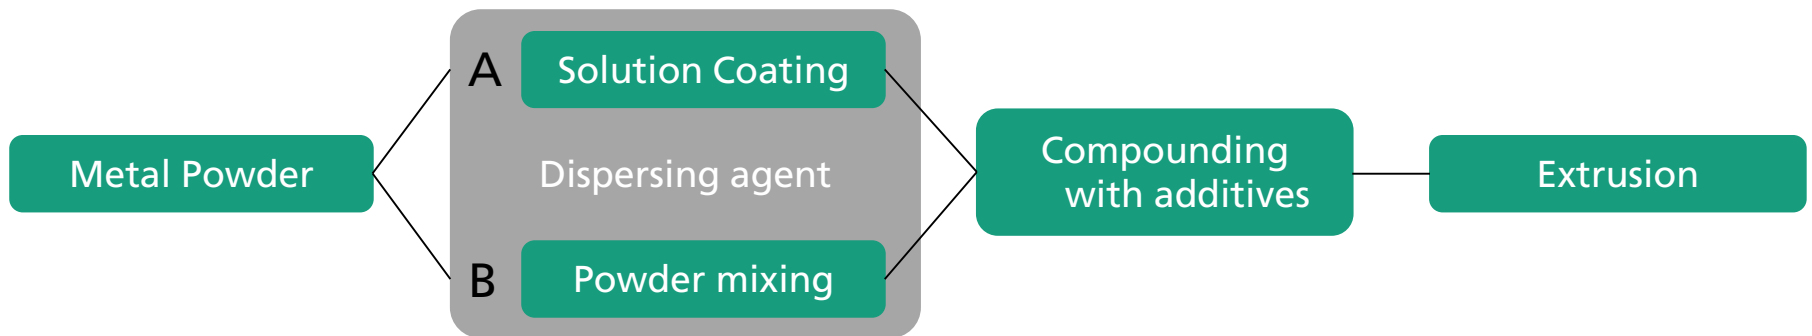 Metal Powder
A
Solution Coating
Dispersing agent
B
Powder mixing
Compounding
with additives
Extrusion